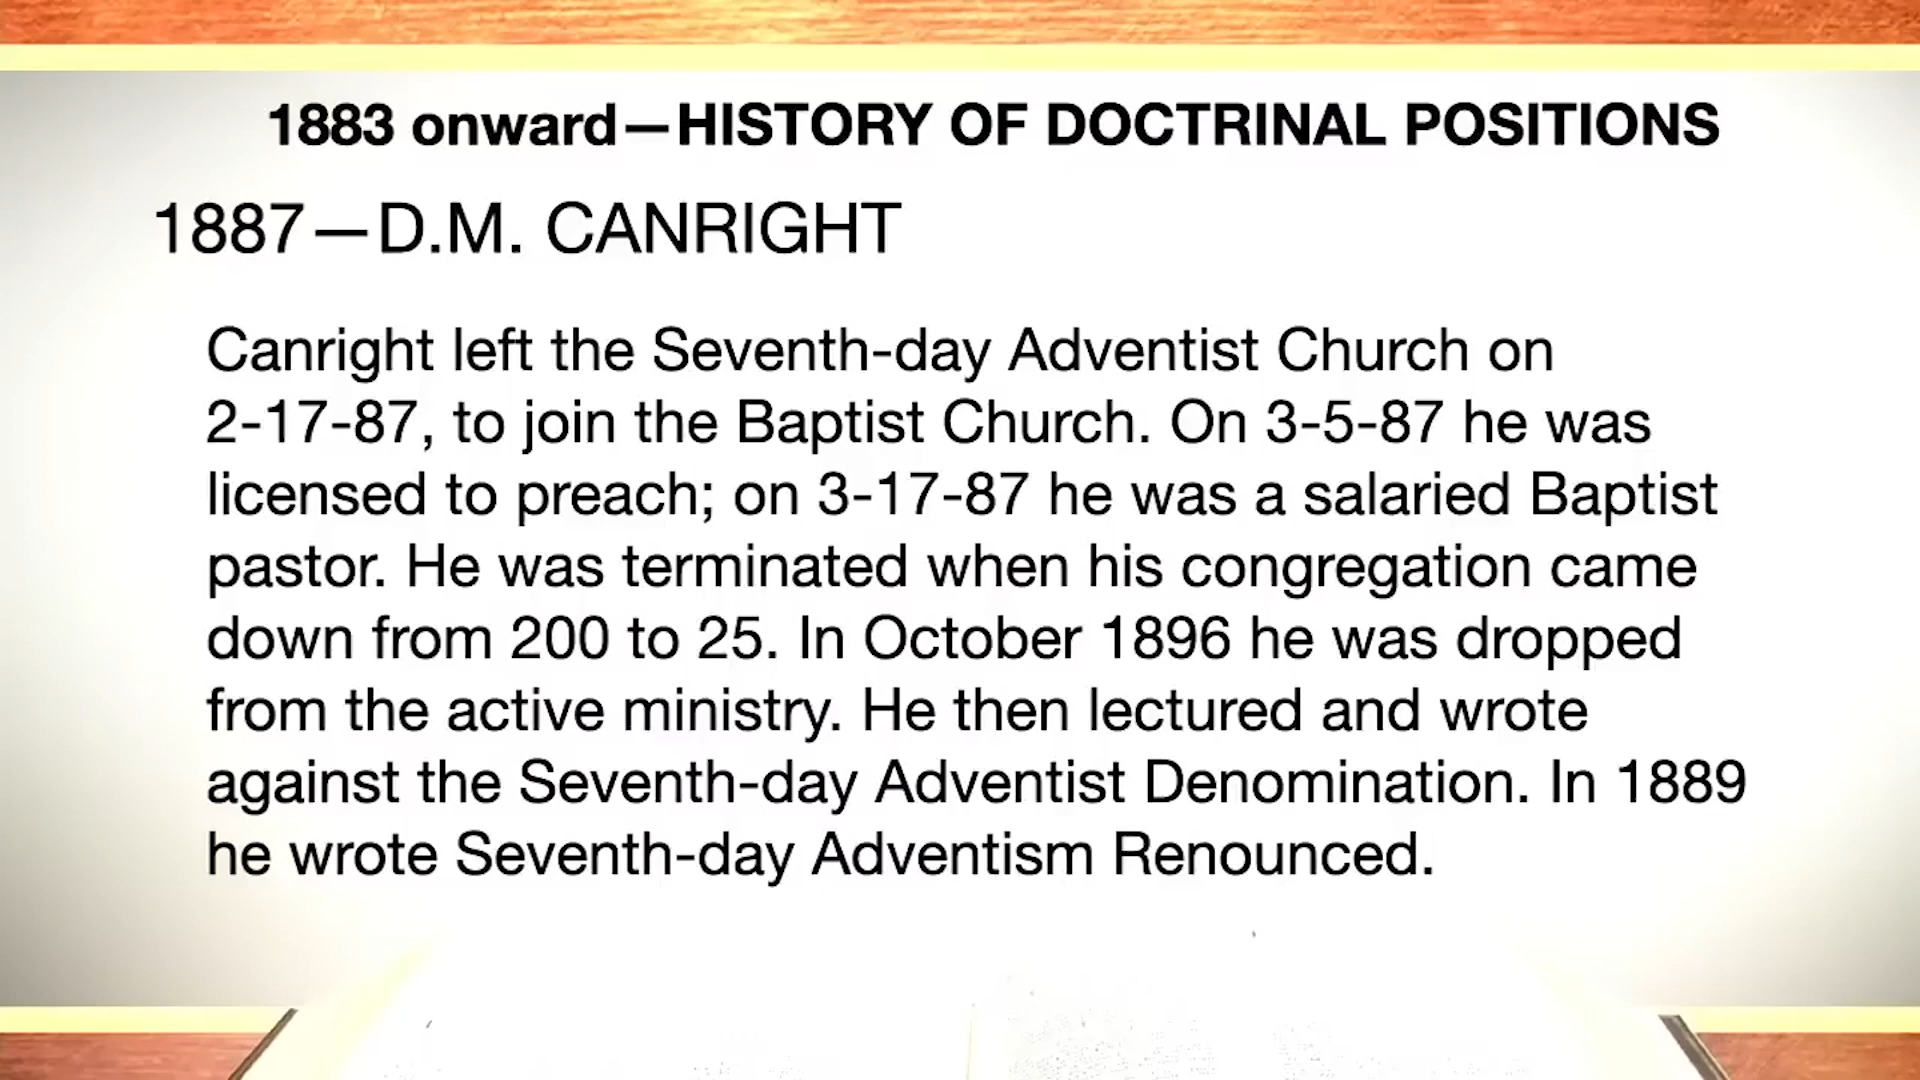 1883 onward—HISTORY OF DOCTRINAL POSITIONS
1887—D.M. CANRIGHT
Canright left the Seventh-day Adventist Church on
2-17-87, to join the Baptist Church. On 3-5-87 he was
licensed to preach; on 3-17-87 he was a salaried Baptist
pastor. He was terminated when his congregation came
down from 200 to 25. In October 1896 he was dropped
from the active ministry. He then lectured and wrote
against the Seventh-day Adventist Denomination. In 1889
he wrote Seventh-day Adventism Renounced.